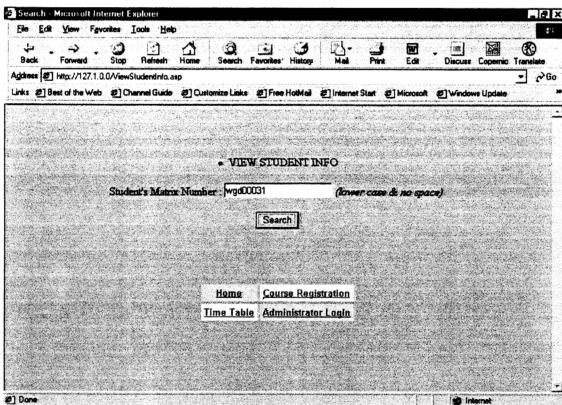 Search - Microsoft Internet Explorer
File Edit View Favorites Tools Help
Back Forward Stop Refresh Home Search Favorites History Mail Print Edit Discuss Copernic Translate
Address http://127.1.0.0/ViewStudentInfo.asp Go
Links Best of the Web Channel Guide Customize Links Free HotMail Internet Start Microsoft Windows Update
• VIEW STUDENT INFO
Student's Matrix Number : wgd00031 (lower case & no space)
Search
Home Course Registration
Time Table Administrator Login
Done Internet